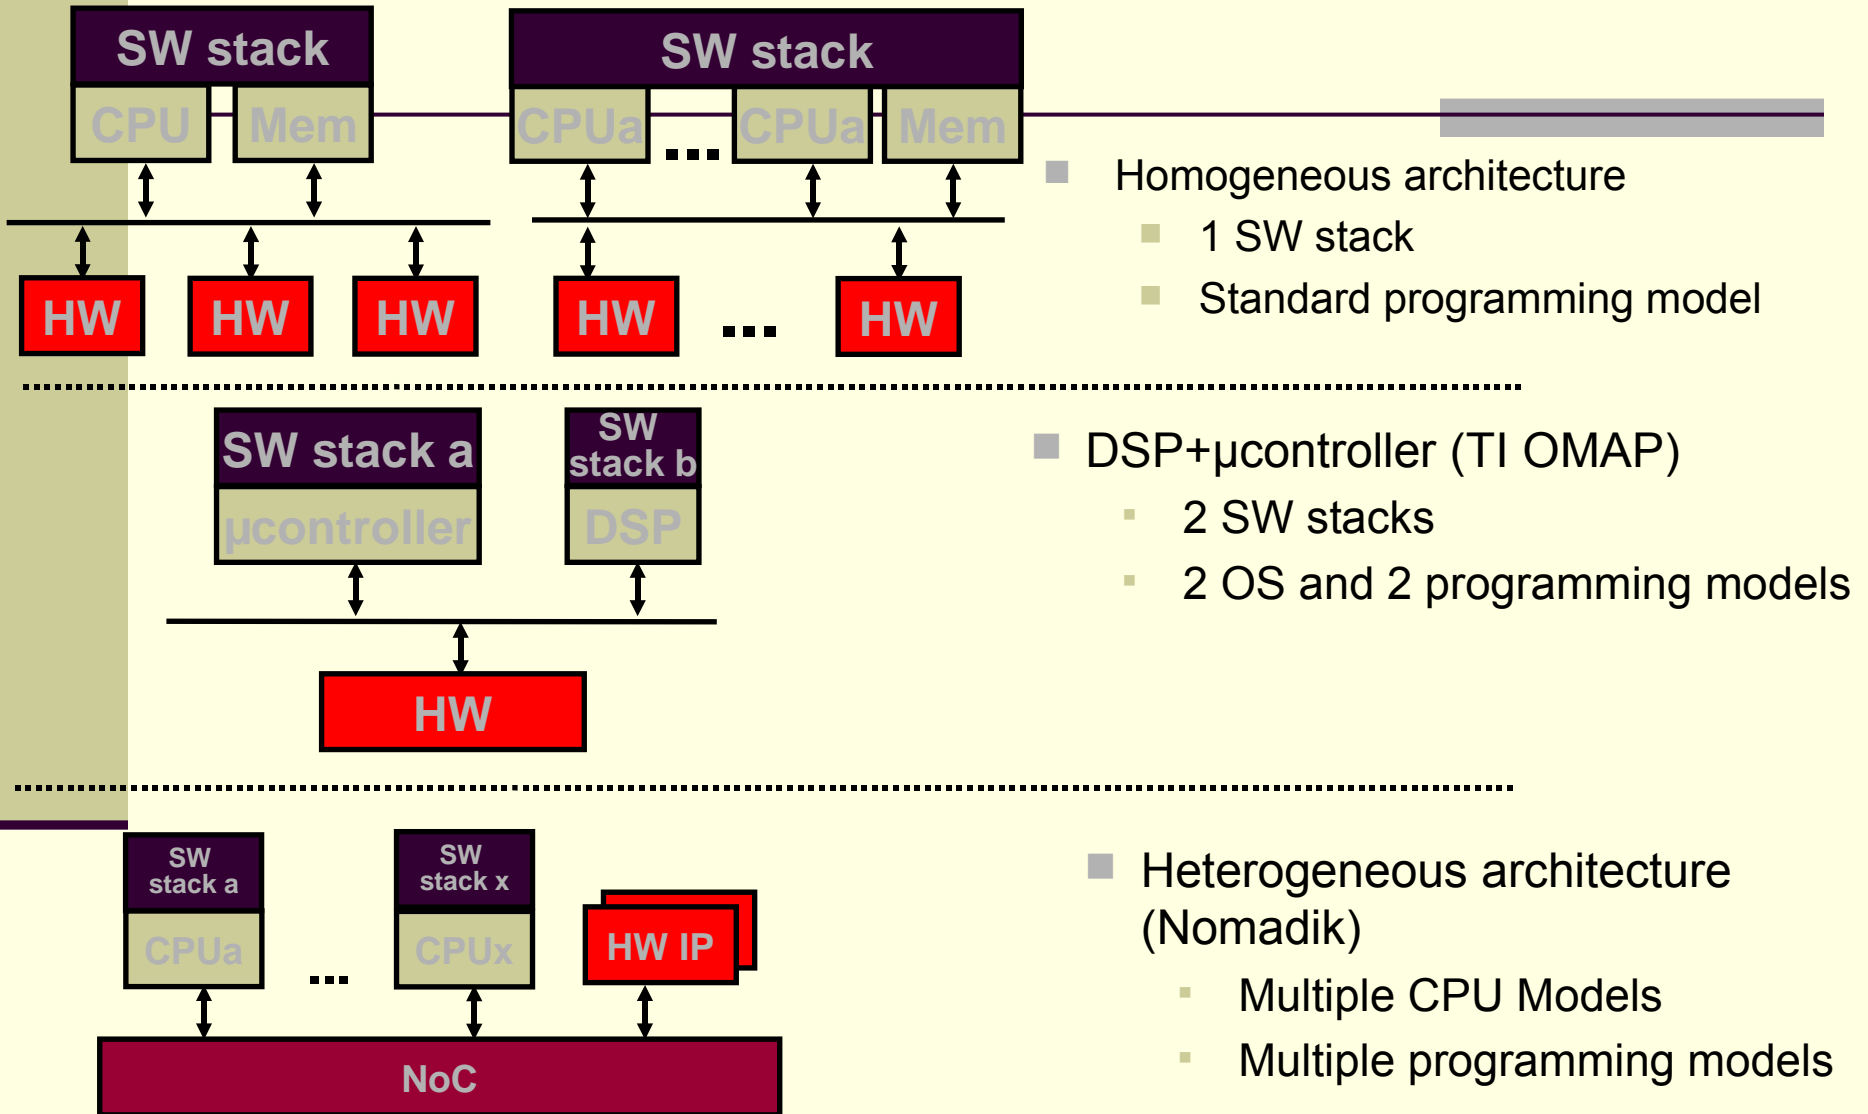 SW stack
SW stack
CPU
Mem
CPUa
...
CPUa
Mem
HW
HW
HW
HW
...
HW
Homogeneous architecture
1 SW stack
Standard programming model
SW stack a
SW
stack b
µcontroller
DSP
HW
DSP+µcontroller (TI OMAP)
2 SW stacks
2 OS and 2 programming models
SW
stack a
SW
stack x
CPUa
...
CPUx
HW IP
NoC
Heterogeneous architecture
(Nomadik)
Multiple CPU Models
Multiple programming models